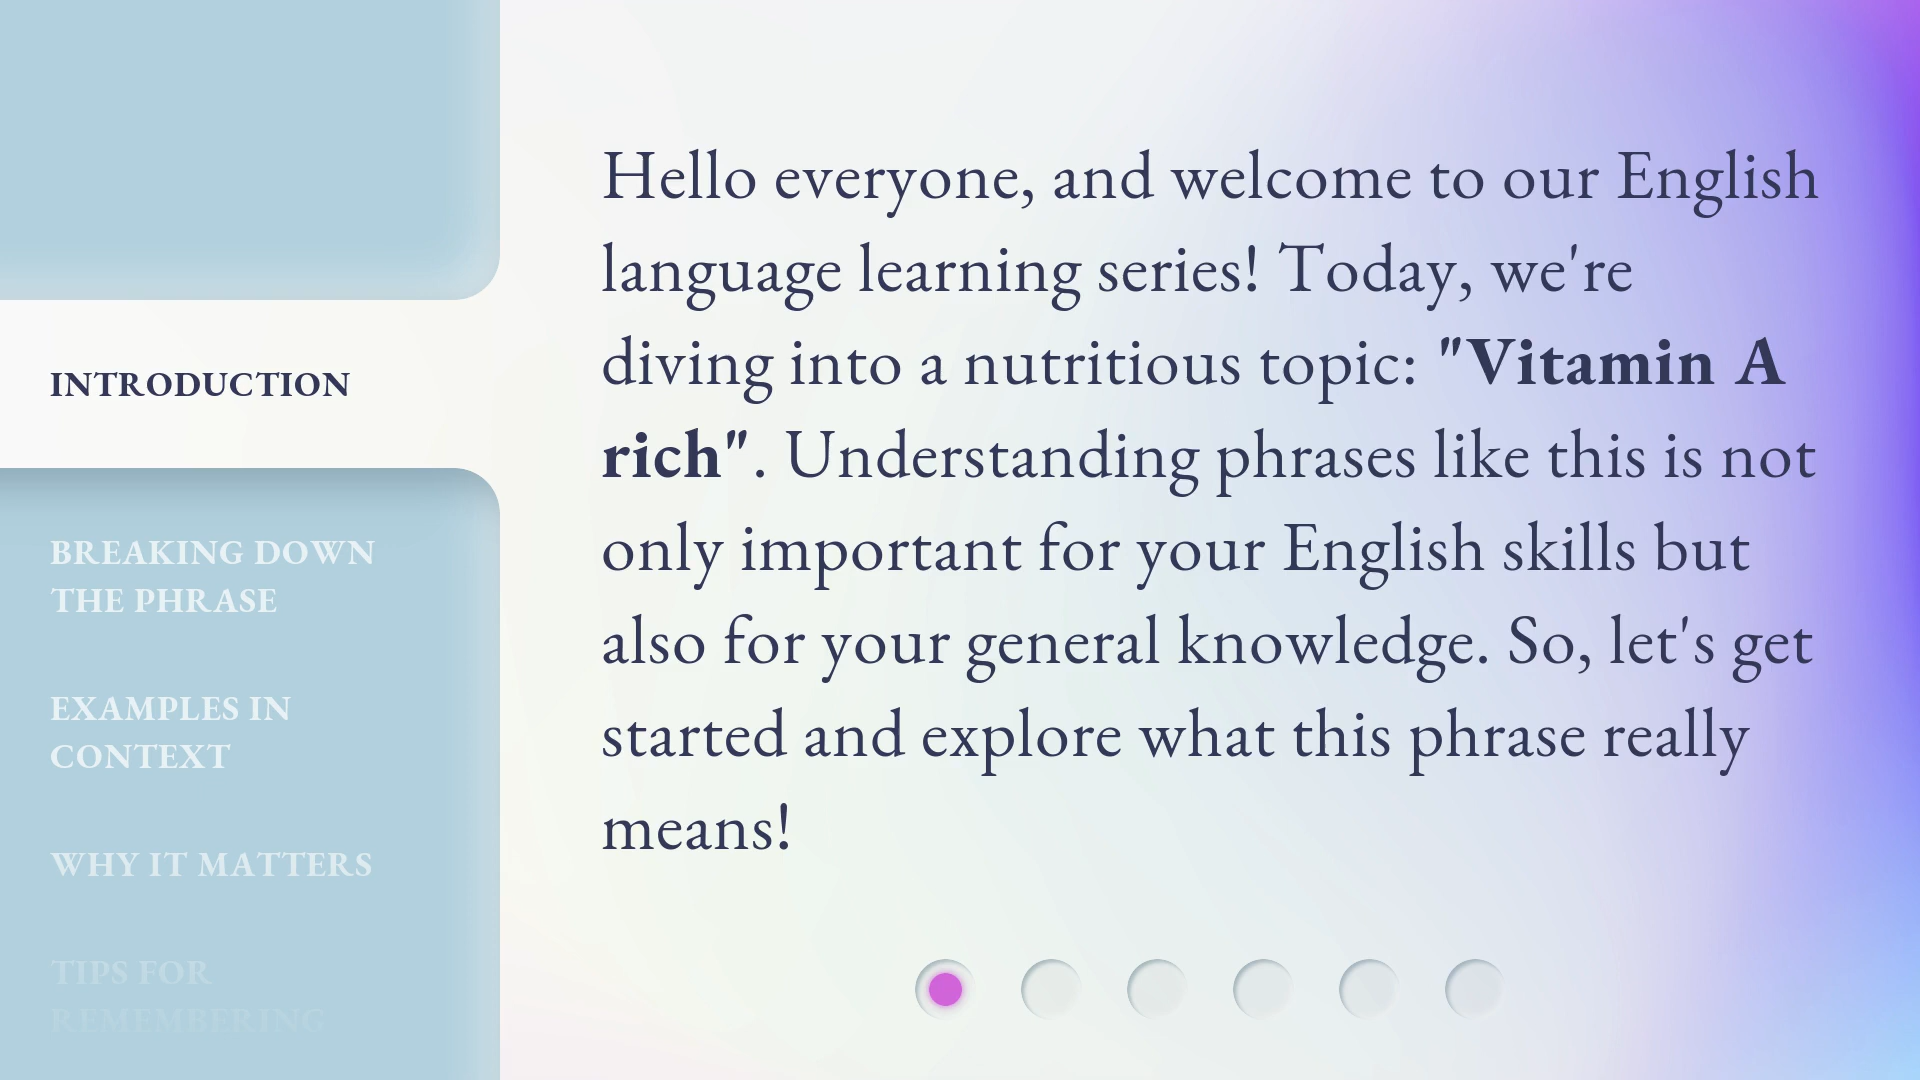 INTRODUCTION
BREAKING DOWN
THE PHRASE
EXAMPLES IN
CONTEXT
WHY IT MATTERS
TIPS FOR
REMEMBERING
Hello everyone, and welcome to our English
language learning series! Today, we're
diving into a nutritious topic: "Vitamin A
rich". Understanding phrases like this is not
only important for your English skills but
also for your general knowledge. So, let's get
started and explore what this phrase really
means!